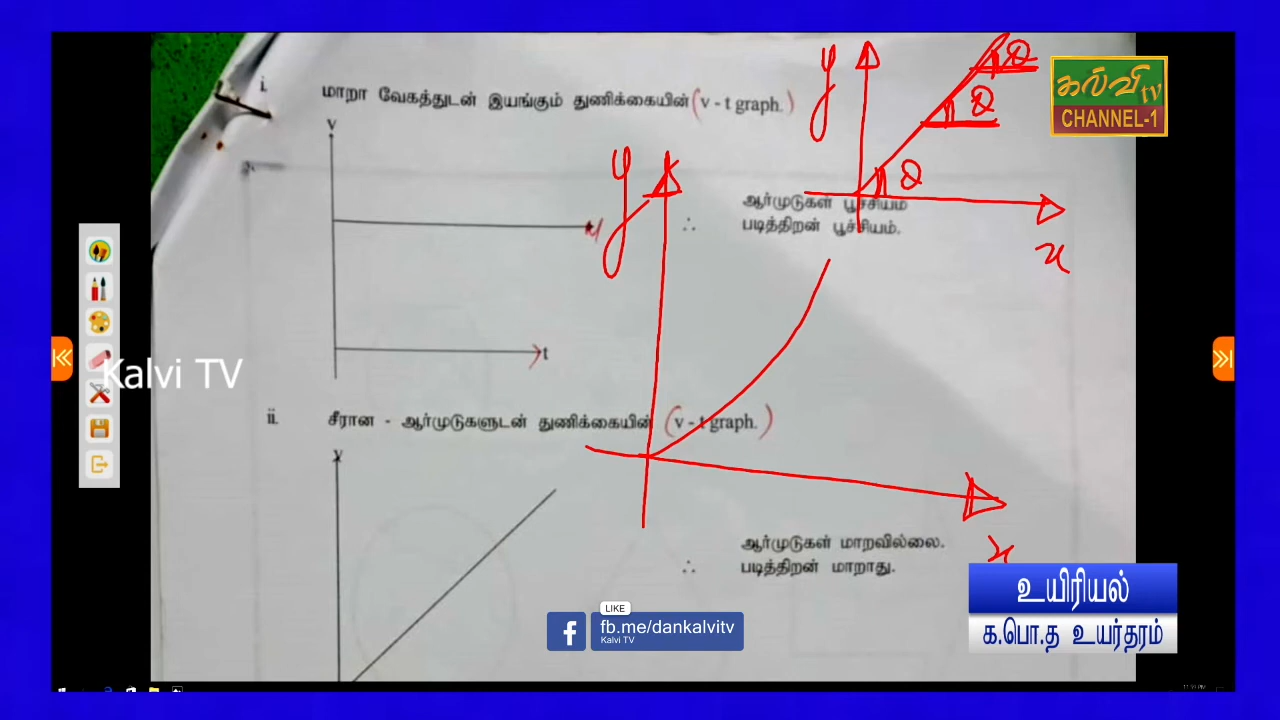 கல்வி tv
CHANNEL-1
i. மாறா வேகத்துடன் இயங்கும் துணிக்கையின் (v - t graph.)
v
t
y
x
θ
θ
θ
y
x
∴ ஆர்முடுகள் பூச்சியம்
படித்திறன் பூச்சியம்.
Kalvi TV
ii. சீரான - ஆர்முடுகளுடன் துணிக்கையின் (v - t graph.)
v
∴ ஆர்முடுகள் மாறவில்லை.
படித்திறன் மாறாது.
உயிரியல்
க.பொ.த உயர்தரம்
LIKE
f fb.me/dankalvitv
Kalvi TV